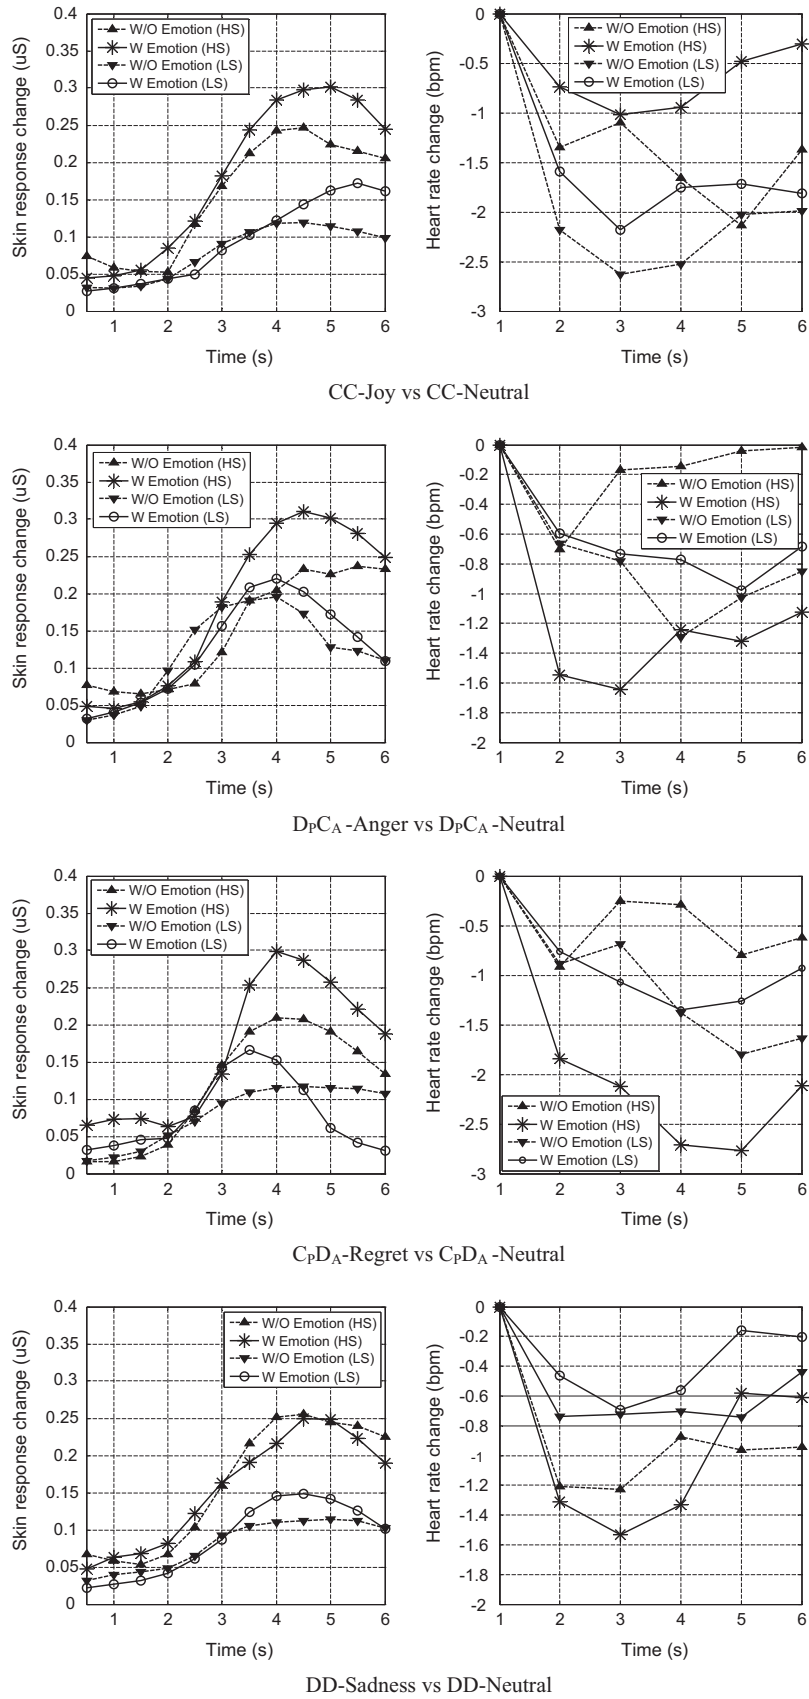 Skin response change (uS)
0.4
0.35
0.3
0.25
0.2
0.15
0.1
0.05
0
W/O Emotion (HS)
W Emotion (HS)
W/O Emotion (LS)
W Emotion (LS)
1 2 3 4 5 6
Time (s)
Heart rate change (bpm)
0
-0.5
-1
-1.5
-2
-2.5
-3
W/O Emotion (HS)
W Emotion (HS)
W/O Emotion (LS)
W Emotion (LS)
1 2 3 4 5 6
Time (s)
CC-Joy vs CC-Neutral
Skin response change (uS)
0.4
0.35
0.3
0.25
0.2
0.15
0.1
0.05
0
W/O Emotion (HS)
W Emotion (HS)
W/O Emotion (LS)
W Emotion (LS)
1 2 3 4 5 6
Time (s)
Heart rate change (bpm)
0
-0.2
-0.4
-0.6
-0.8
-1
-1.2
-1.4
-1.6
-1.8
-2
W/O Emotion (HS)
W Emotion (HS)
W/O Emotion (LS)
W Emotion (LS)
1 2 3 4 5 6
Time (s)
DPCA -Anger vs DPCA -Neutral
Skin response change (uS)
0.4
0.35
0.3
0.25
0.2
0.15
0.1
0.05
0
W/O Emotion (HS)
W Emotion (HS)
W/O Emotion (LS)
W Emotion (LS)
1 2 3 4 5 6
Time (s)
Heart rate change (bpm)
0
-0.5
-1
-1.5
-2
-2.5
-3
W/O Emotion (HS)
W Emotion (HS)
W/O Emotion (LS)
W Emotion (LS)
1 2 3 4 5 6
Time (s)
CPDA-Regret vs CPDA -Neutral
Skin response change (uS)
0.4
0.35
0.3
0.25
0.2
0.15
0.1
0.05
0
W/O Emotion (HS)
W Emotion (HS)
W/O Emotion (LS)
W Emotion (LS)
1 2 3 4 5 6
Time (s)
Heart rate change (bpm)
0
-0.2
-0.4
-0.6
-0.8
-1
-1.2
-1.4
-1.6
-1.8
-2
1 2 3 4 5 6
Time (s)
DD-Sadness vs DD-Neutral